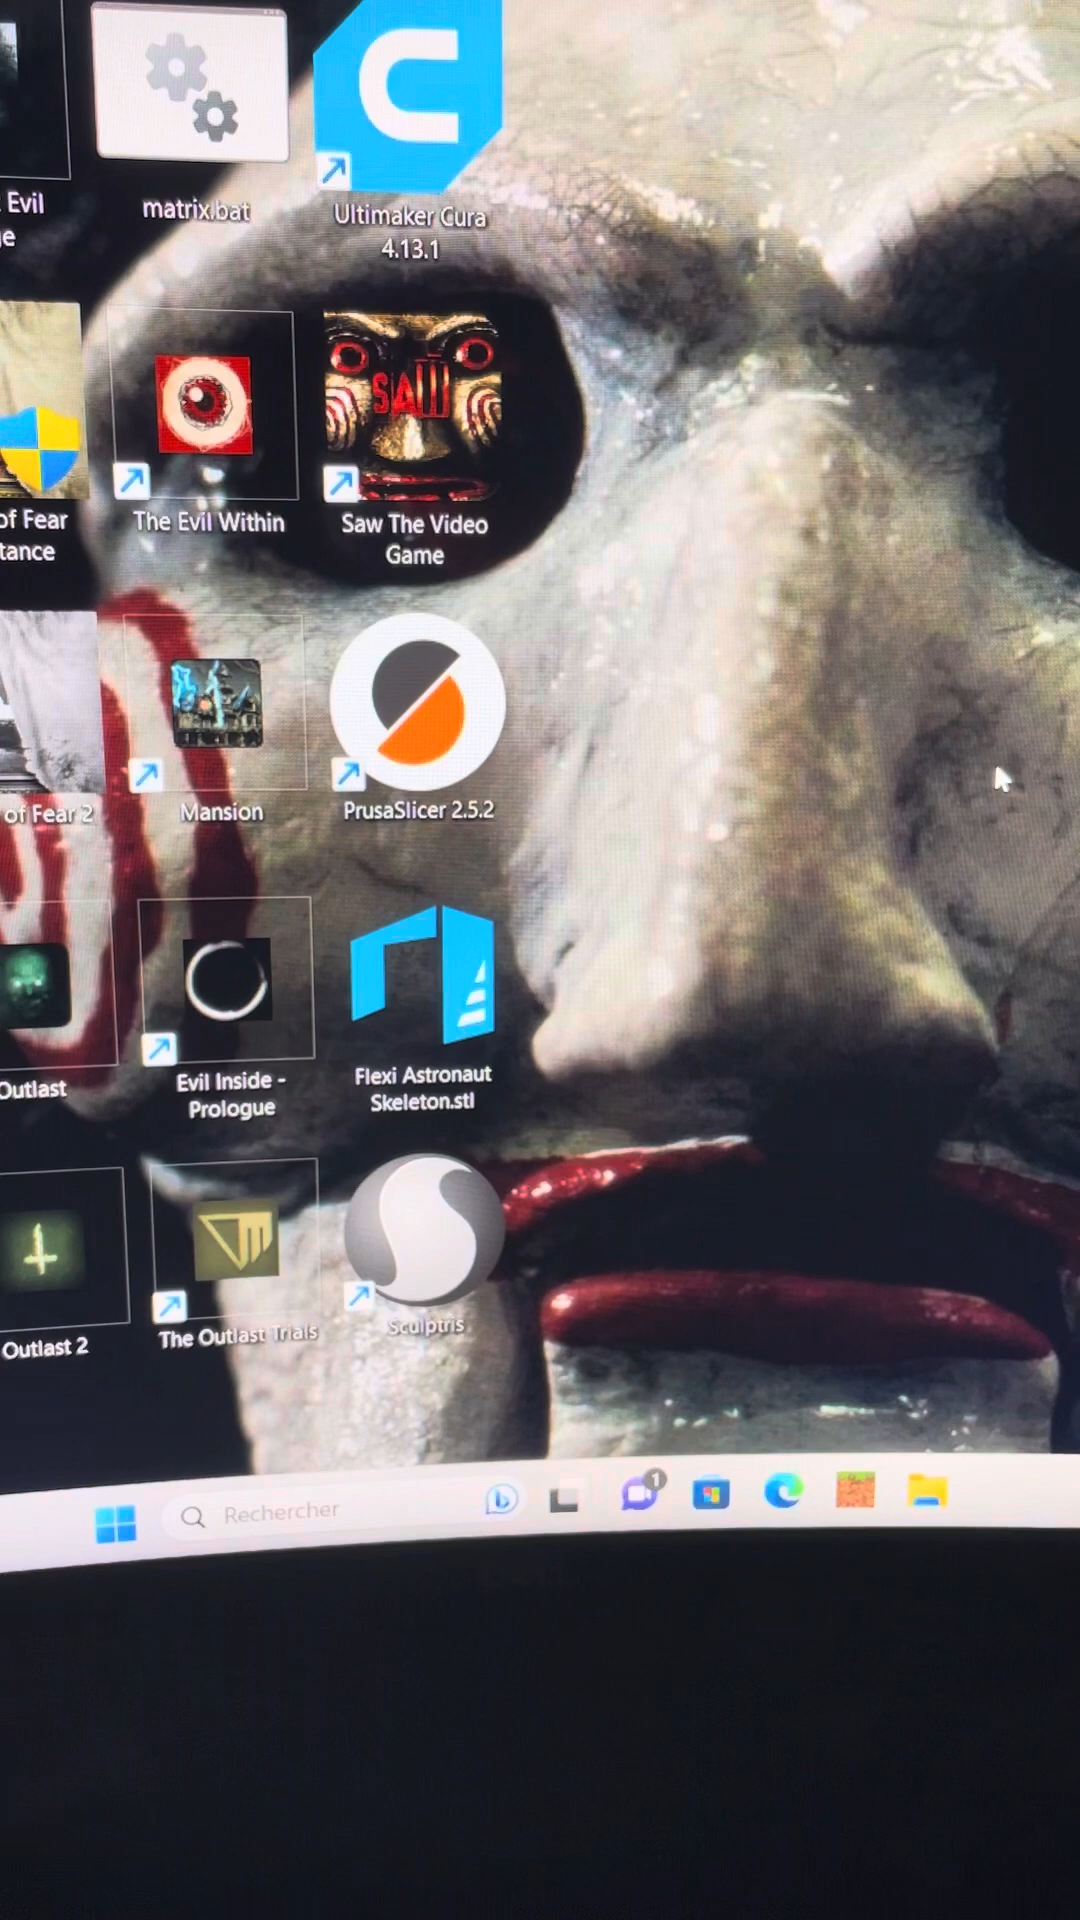 Evil
matrix.bat
Ultimaker Cura
4.13.1
SAW
of Fear
tance
The Evil Within
Saw The Video
Game
of Fear 2
Mansion
PrusaSlicer 2.5.2
Outlast
Evil Inside -
Prologue
Flexi Astronaut
Skeleton.stl
Outlast 2
The Outlast Trials
Sculptris
Rechercher
1